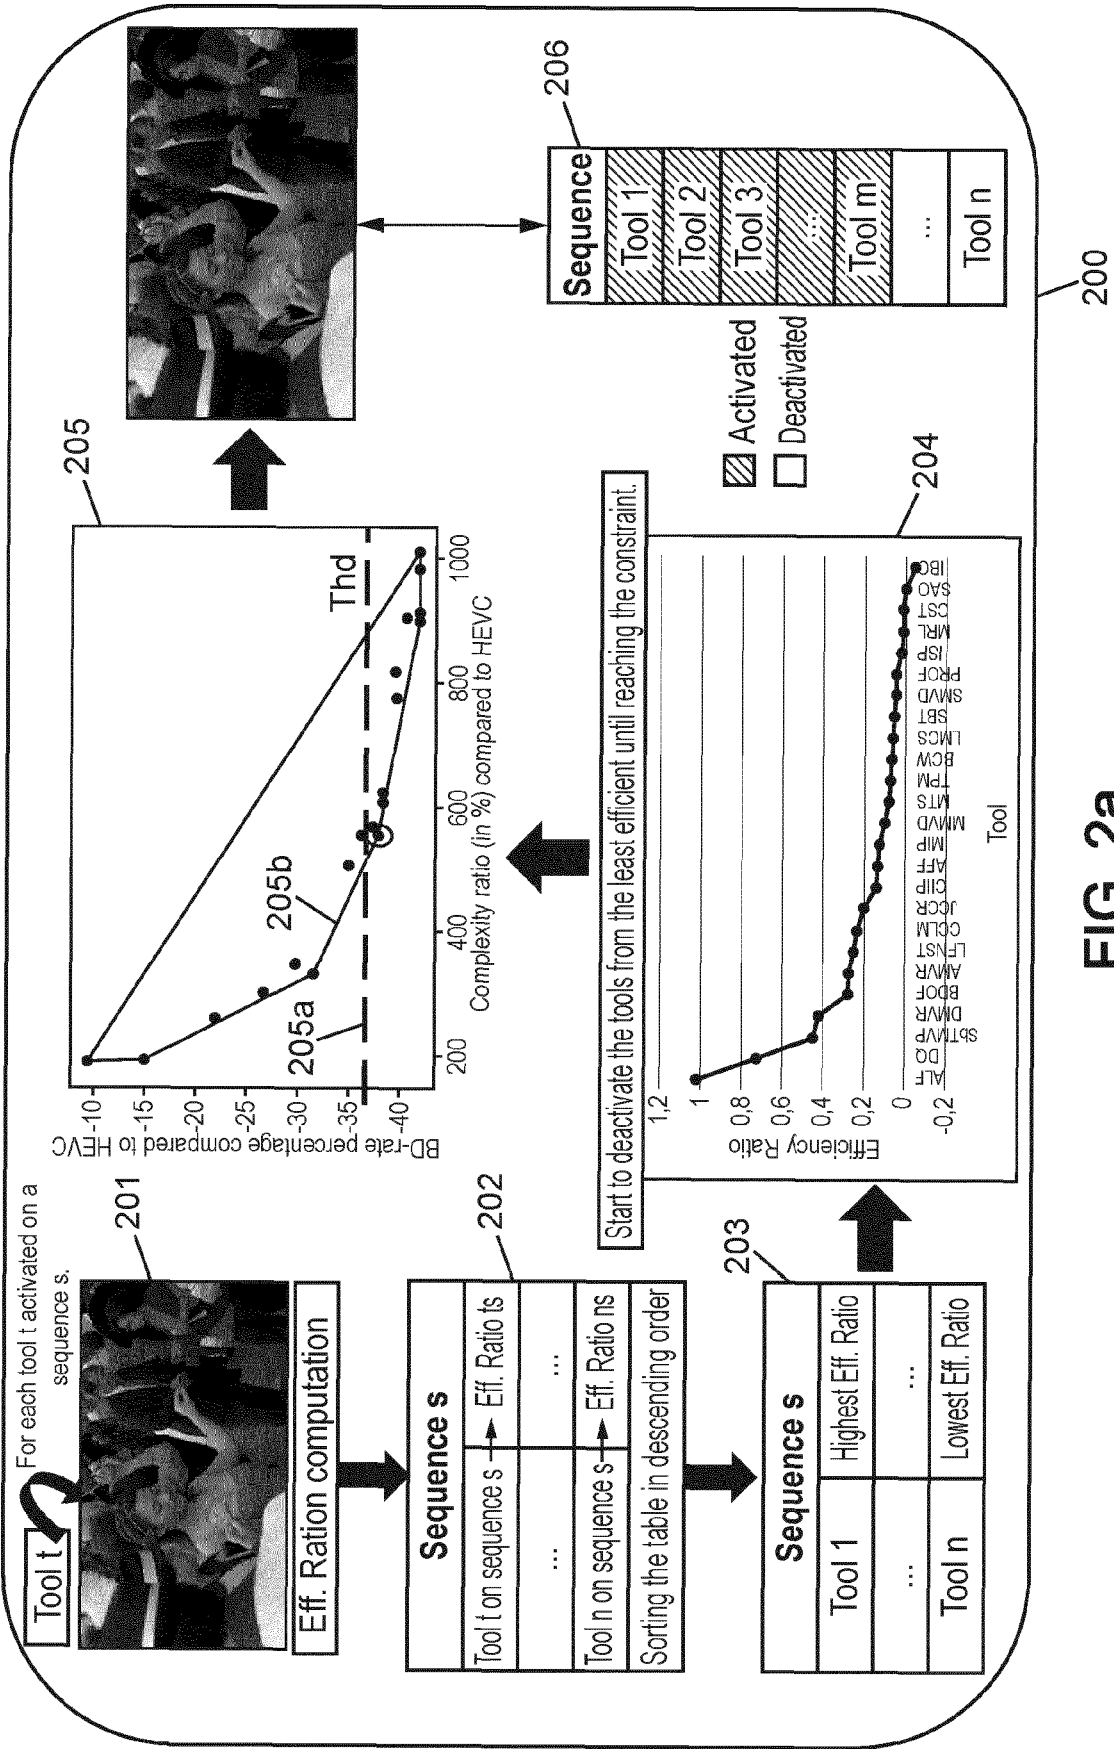 Tool t
For each tool t activated on a
sequence s.
201
Eff. Ration computation
202
Sequence s
Tool t on sequence s
Eff. Ratio ts
...
...
Tool n on sequence s
Eff. Ratio ns
Sorting the table in descending order
203
Sequence s
Tool 1
Highest Eff. Ratio
...
...
Tool n
Lowest Eff. Ratio
205
BD-rate percentage compared to HEVC
-10
-15
-20
-25
-30
-35
-40
205a
205b
Thd
200
400
600
800
1000
Complexity ratio (in %) compared to HEVC
Start to deactivate the tools from the least efficient until reaching the constraint.
204
Efficiency Ratio
1,2
1
0,8
0,6
0,4
0,2
0
-0,2
ALF
DQ
SbTMVP
DMVR
BDOF
AMVR
LFNST
CCLM
JCCR
CIIP
AFF
MIP
MMVD
MTS
TPM
BCW
LMCS
SBT
SMVD
PROF
ISP
MRL
CST
SAO
IBC
Tool
Activated
Deactivated
206
Sequence
Tool 1
Tool 2
Tool 3
....
Tool m
...
Tool n
200
FIG. 2a